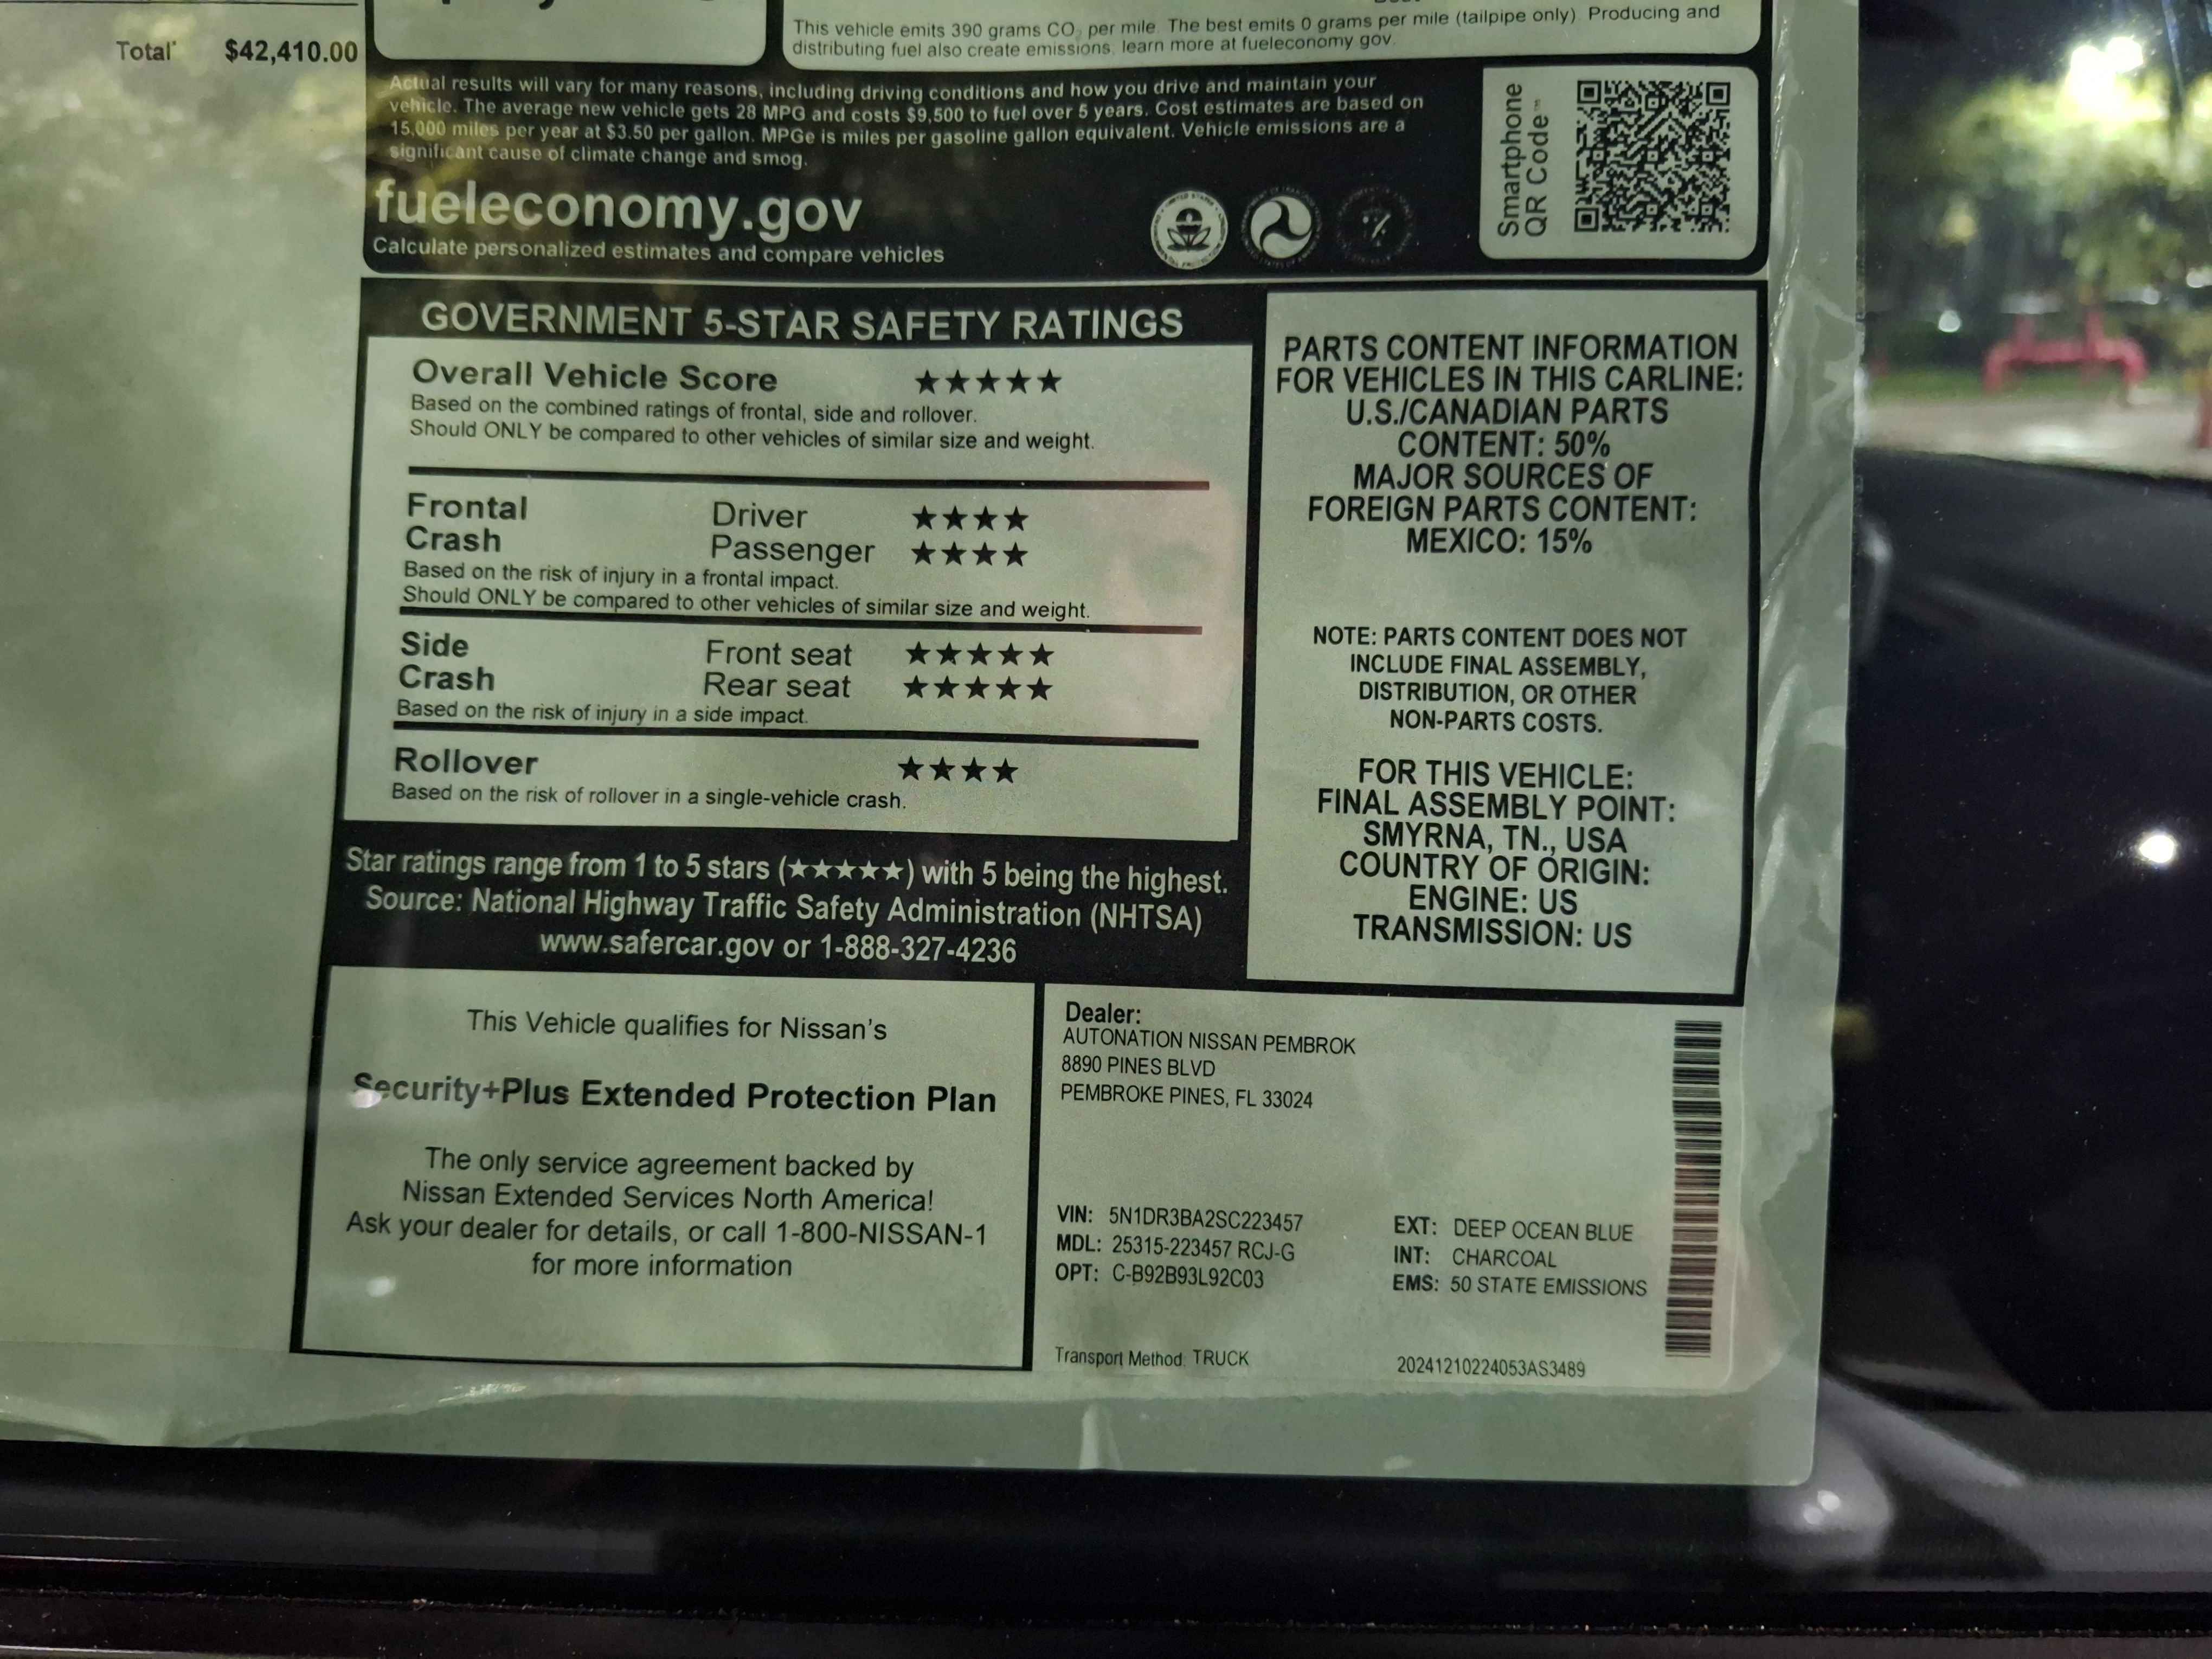 Total* $42,410.00
This vehicle emits 390 grams CO2 per mile. The best emits 0 grams per mile (tailpipe only). Producing and
distributing fuel also create emissions; learn more at fueleconomy.gov.
Actual results will vary for many reasons, including driving conditions and how you drive and maintain your
vehicle. The average new vehicle gets 28 MPG and costs $9,500 to fuel over 5 years. Cost estimates are based on
15,000 miles per year at $3.50 per gallon. MPGe is miles per gasoline gallon equivalent. Vehicle emissions are a
significant cause of climate change and smog.
fueleconomy.gov
Calculate personalized estimates and compare vehicles
Smartphone
QR Code™
GOVERNMENT 5-STAR SAFETY RATINGS
Overall Vehicle Score ★★★★★
Based on the combined ratings of frontal, side and rollover.
Should ONLY be compared to other vehicles of similar size and weight.
Frontal Driver ★★★★
Crash Passenger ★★★★
Based on the risk of injury in a frontal impact.
Should ONLY be compared to other vehicles of similar size and weight.
Side Front seat ★★★★★
Crash Rear seat ★★★★★
Based on the risk of injury in a side impact.
Rollover ★★★★
Based on the risk of rollover in a single-vehicle crash.
Star ratings range from 1 to 5 stars (★★★★★) with 5 being the highest.
Source: National Highway Traffic Safety Administration (NHTSA)
www.safercar.gov or 1-888-327-4236
PARTS CONTENT INFORMATION
FOR VEHICLES IN THIS CARLINE:
U.S./CANADIAN PARTS
CONTENT: 50%
MAJOR SOURCES OF
FOREIGN PARTS CONTENT:
MEXICO: 15%
NOTE: PARTS CONTENT DOES NOT
INCLUDE FINAL ASSEMBLY,
DISTRIBUTION, OR OTHER
NON-PARTS COSTS.
FOR THIS VEHICLE:
FINAL ASSEMBLY POINT:
SMYRNA, TN., USA
COUNTRY OF ORIGIN:
ENGINE: US
TRANSMISSION: US
This Vehicle qualifies for Nissan's
Security+Plus Extended Protection Plan
The only service agreement backed by
Nissan Extended Services North America!
Ask your dealer for details, or call 1-800-NISSAN-1
for more information
Dealer:
AUTONATION NISSAN PEMBROK
8890 PINES BLVD
PEMBROKE PINES, FL 33024
VIN: 5N1DR3BA2SC223457
MDL: 25315-223457 RCJ-G
OPT: C-B92B93L92C03
EXT: DEEP OCEAN BLUE
INT: CHARCOAL
EMS: 50 STATE EMISSIONS
Transport Method: TRUCK
20241210224053AS3489